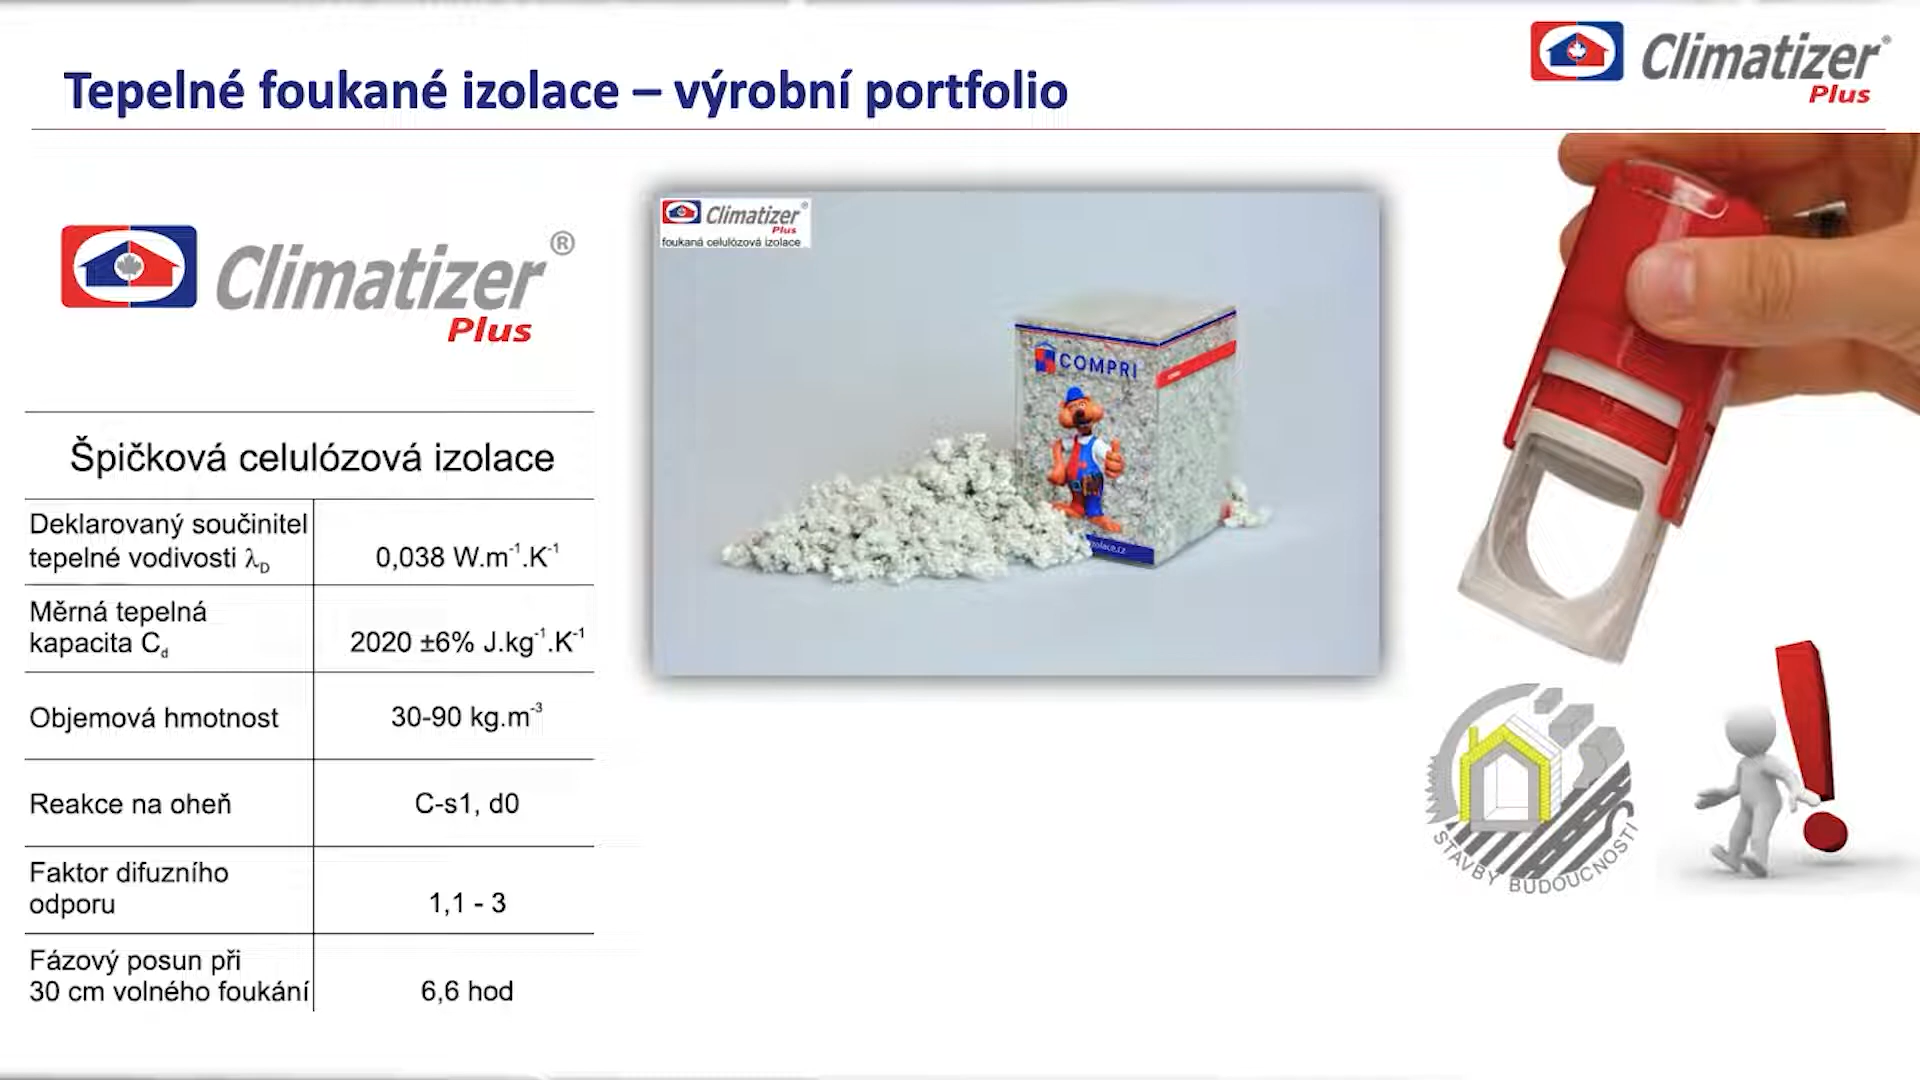 Tepelné foukané izolace – výrobní portfolio
Climatizer®
Plus
Climatizer®
Plus
Climatizer®
Plus
foukaná celulózová izolace
COMPRI
Špičková celulózová izolace
Deklarovaný součinitel
tepelné vodivosti λD
0,038 W.m⁻¹.K⁻¹
Měrná tepelná
kapacita Cd
2020 ±6% J.kg⁻¹.K⁻¹
Objemová hmotnost
30-90 kg.m⁻³
Reakce na oheň
C-s1, d0
Faktor difuzního
odporu
1,1 - 3
Fázový posun při
30 cm volného foukání
6,6 hod
STAVBY BUDOUCNOSTI